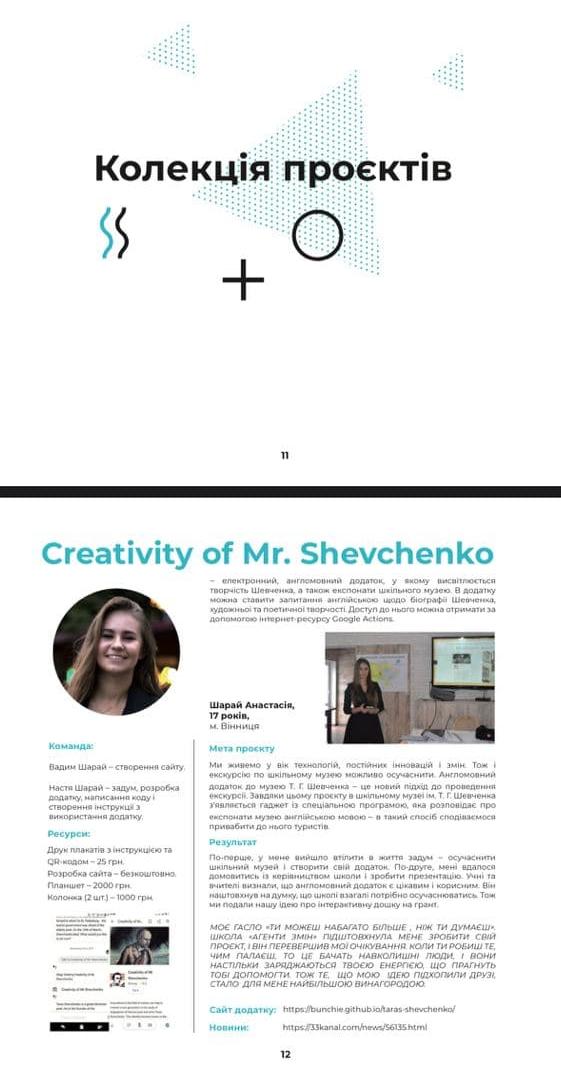 Колекція проєктів
11
Creativity of Mr. Shevchenko
– електронний, англомовний додаток, у якому висвітлюється
творчість Шевченка, а також експонати шкільного музею. В додатку
можна ставити запитання англійською щодо біографії Шевченка,
художньої та поетичної творчості. Доступ до нього можна отримати за
допомогою інтернет-ресурсу Google Actions.
Шарай Анастасія,
17 років,
м. Вінниця
Команда:
Вадим Шарай – створення сайту.
Настя Шарай – задум, розробка
додатку, написання коду і
створення інструкції з
використання додатку.
Ресурси:
Друк плакатів з інструкцією та
QR-кодом – 25 грн.
Розробка сайта – безкоштовно.
Планшет – 2000 грн.
Колонка (2 шт.) – 1000 грн.
Мета проєкту
Ми живемо у вік технологій, постійних інновацій і змін. Тож і
екскурсію по шкільному музею можливо осучаснити. Англомовний
додаток до музею Т. Г. Шевченка – це новий підхід до проведення
екскурсії. Завдяки цьому проєкту в шкільному музеї ім. Т. Г. Шевченка
з'являється гаджет із спеціальною програмою, яка розповідає про
експонати музею англійською мовою – в такий спосіб сподіваємося
привабити до нього туристів.
Результат
По-перше, у мене вийшло втілити в життя задум – осучаснити
шкільний музей і створити свій додаток. По-друге, мені вдалося
домовитись із керівництвом школи і зробити презентацію. Учні та
вчителі визнали, що англомовний додаток є цікавим і корисним. Він
наштовхнув на думку, що школі взагалі потрібно осучаснюватись. Тож
ми подали нашу ідею про інтерактивну дошку на грант.
МОЄ ГАСЛО «ТИ МОЖЕШ НАБАГАТО БІЛЬШЕ , НІЖ ТИ ДУМАЄШ».
ШКОЛА «АГЕНТИ ЗМІН» ПІДШТОВХНУЛА МЕНЕ ЗРОБИТИ СВІЙ
ПРОЄКТ, І ВІН ПЕРЕВЕРШИВ МОЇ ОЧІКУВАННЯ. КОЛИ ТИ РОБИШ ТЕ,
ЧИМ ПАЛАЄШ, ТО ЦЕ БАЧАТЬ НАВКОЛИШНІ ЛЮДИ, І ВОНИ
НАСТІЛЬКИ ЗАРЯДЖАЮТЬСЯ ТВОЄЮ ЕНЕРГІЄЮ, ЩО ПРАГНУТЬ
ТОБІ ДОПОМОГТИ. ТОЖ ТЕ, ЩО МОЮ ІДЕЮ ПІДХОПИЛИ ДРУЗІ,
СТАЛО ДЛЯ МЕНЕ НАЙБІЛЬШОЮ ВИНАГОРОДОЮ.
Сайт додатку: https://bunchie.github.io/taras-shevchenko/
Новини: https://33kanal.com/news/56135.html
12